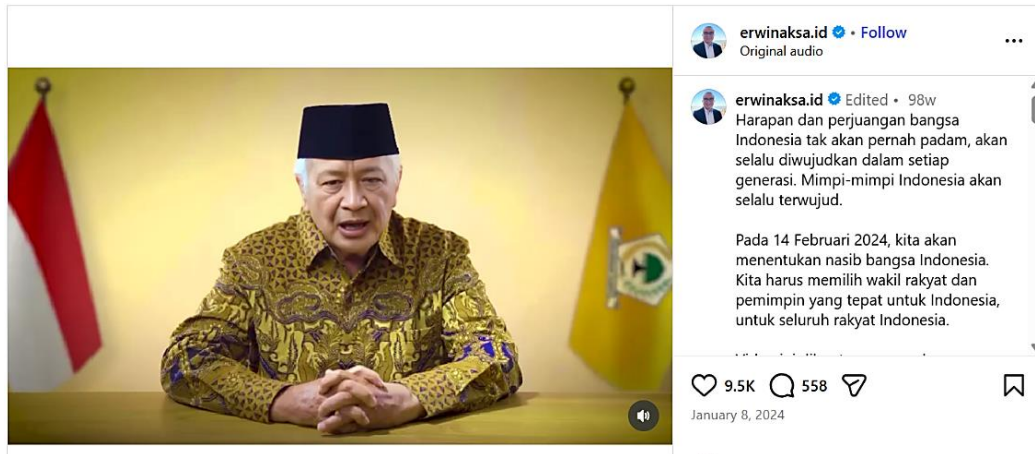 erwinaksa.id • Follow
Original audio
erwinaksa.id Edited • 98w
Harapan dan perjuangan bangsa
Indonesia tak akan pernah padam, akan
selalu diwujudkan dalam setiap
generasi. Mimpi-mimpi Indonesia akan
selalu terwujud.
Pada 14 Februari 2024, kita akan
menentukan nasib bangsa Indonesia.
Kita harus memilih wakil rakyat dan
pemimpin yang tepat untuk Indonesia,
untuk seluruh rakyat Indonesia.
9.5K 558
January 8, 2024